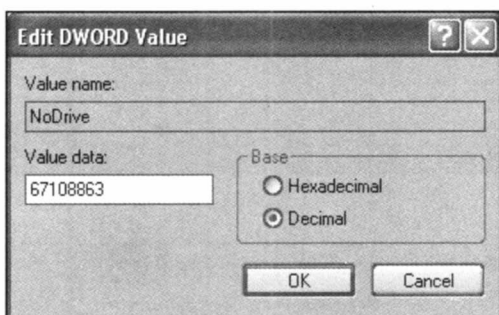 Edit DWORD Value
Value name:
NoDrive
Value data:
67108863
Base
Hexadecimal
Decimal
OK
Cancel